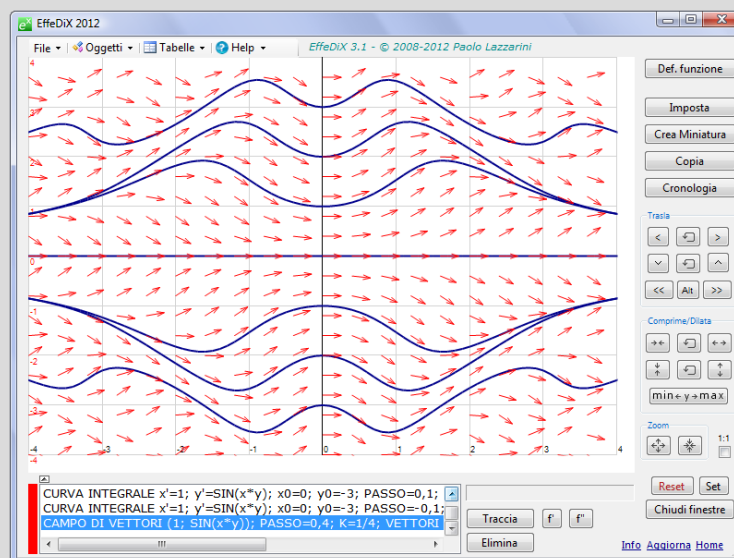 EffeDiX 2012
File Oggetti Tabelle Help EffeDiX 3.1 - © 2008-2012 Paolo Lazzarini
Def. funzione
Imposta
Crea Miniatura
Copia
Cronologia
Trasla
< >
<< Alt >>
Comprime/Dilata
min ← y → max
Zoom
1:1
Reset Set
Chiudi finestre
4
3
2
1
0
-1
-2
-3
-4
-4 -3 -2 -1 0 1 2 3 4
CURVA INTEGRALE x'=1; y'=SIN(x*y); x0=0; y0=-3; PASSO=0,1;
CURVA INTEGRALE x'=1; y'=SIN(x*y); x0=0; y0=-3; PASSO=-0,1;
CAMPO DI VETTORI (1; SIN(x*y)); PASSO=0,4; K=1/4; VETTORI
Traccia f' f''
Elimina
Info Aggiorna Home